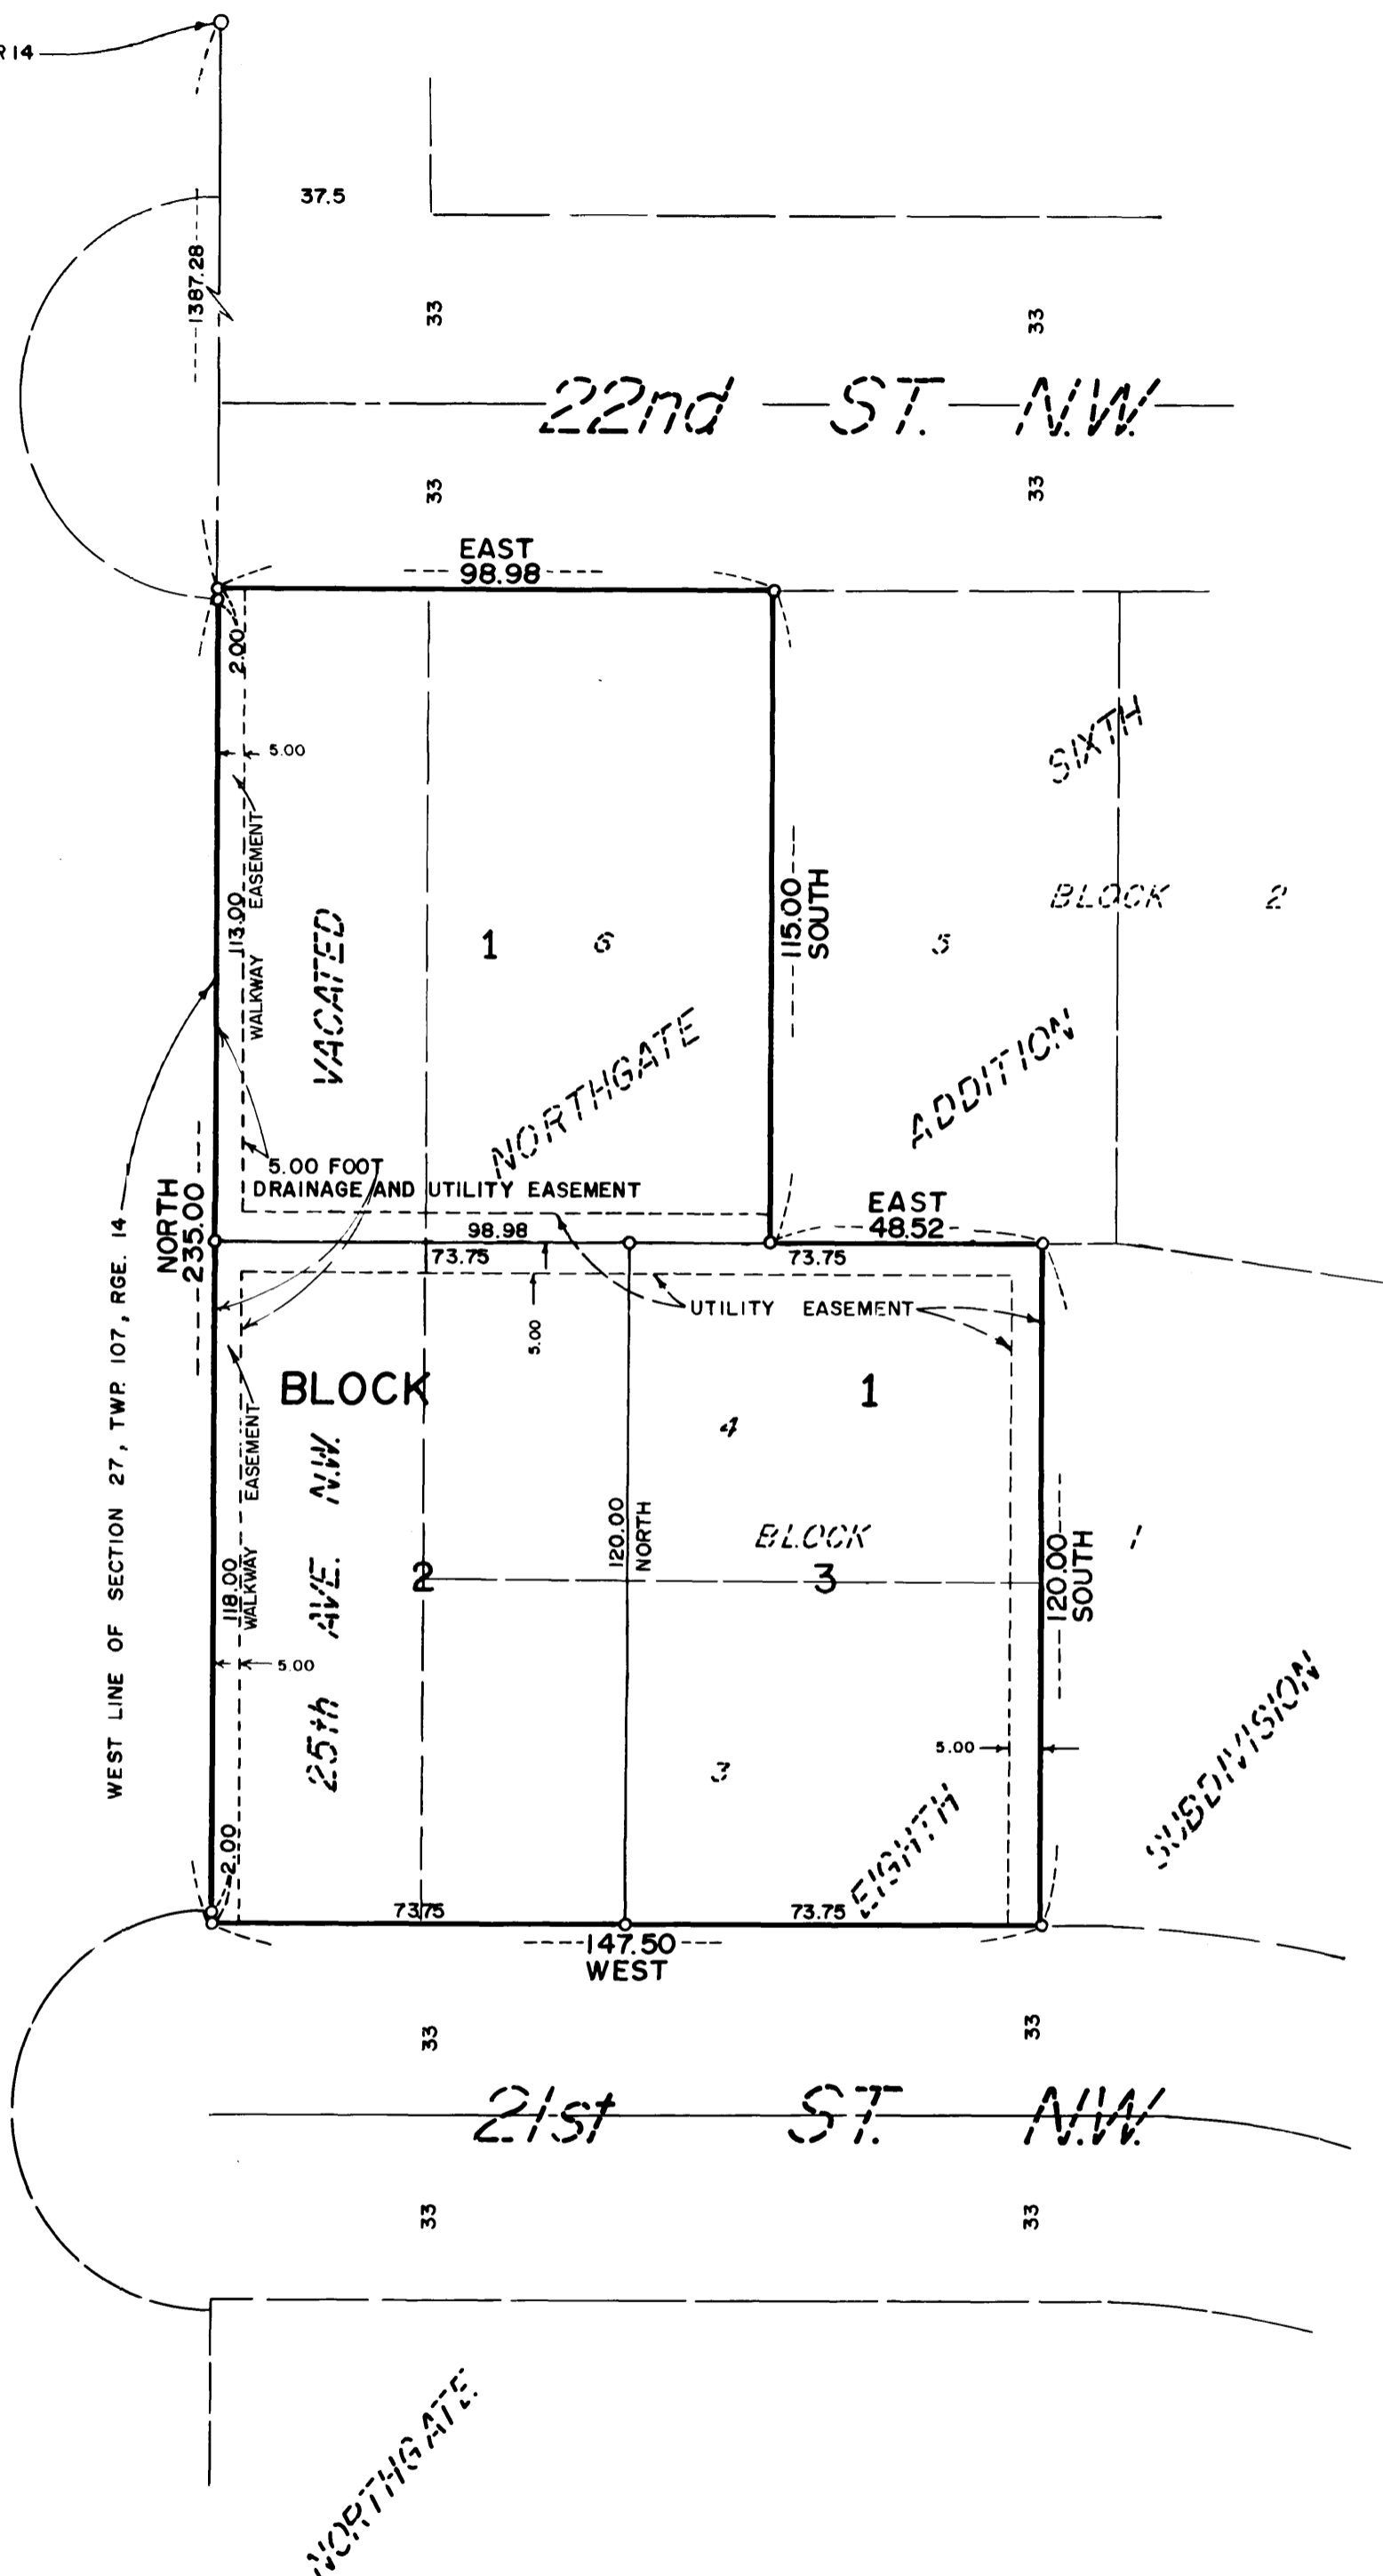 R 14
37.5
1387.28
33
33
22nd ST. N.W.
33
33
EAST
98.98
2.00
5.00
SIXTH
WALKWAY EASEMENT
113.00
VACATED
1
6
115.00
SOUTH
5
BLOCK 2
NORTHGATE
ADDITION
5.00 FOOT
DRAINAGE AND UTILITY EASEMENT
NORTH
235.00
98.98
EAST
48.52
73.75
73.75
5.00
UTILITY EASEMENT
WEST LINE OF SECTION 27, TWP. 107, RGE. 14
BLOCK 1
4
WALKWAY EASEMENT
118.00
25th AVE. N.W.
120.00
NORTH
BLOCK
1
2
3
120.00
SOUTH
5.00
5.00
3
EIGHTH
SUBDIVISION
2.00
73.75
73.75
147.50
WEST
33
33
21st ST. N.W.
33
33
NORTHGATE